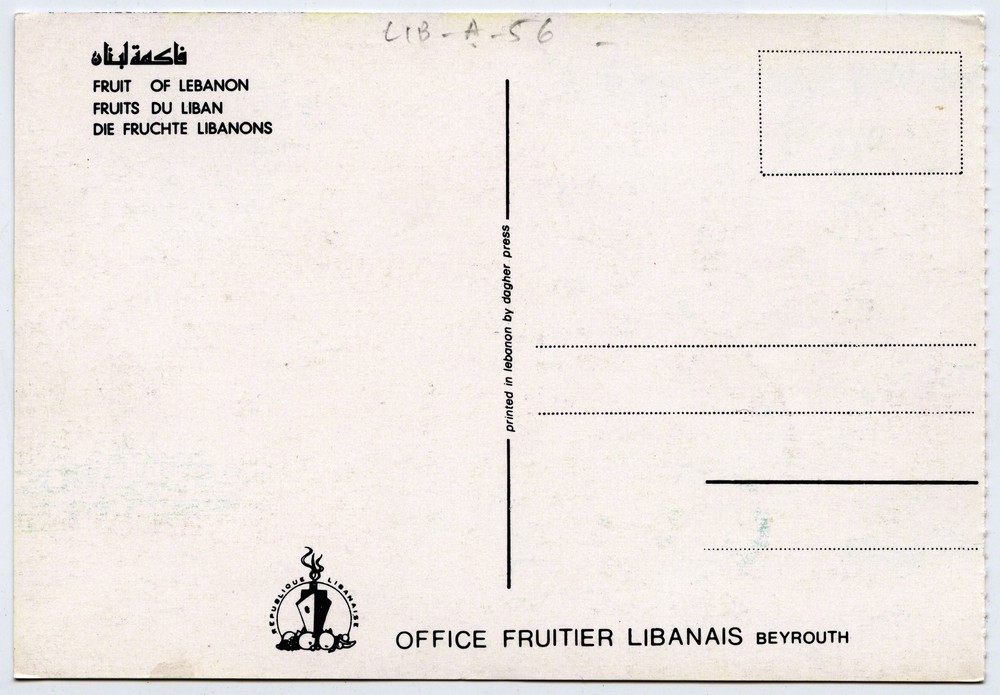 LIB-A-56
فاكهة لبنان
FRUIT OF LEBANON
FRUITS DU LIBAN
DIE FRUCHTE LIBANONS
printed in lebanon by dagher press
REPUBLIQUE LIBANAISE
OFFICE FRUITIER LIBANAIS BEYROUTH